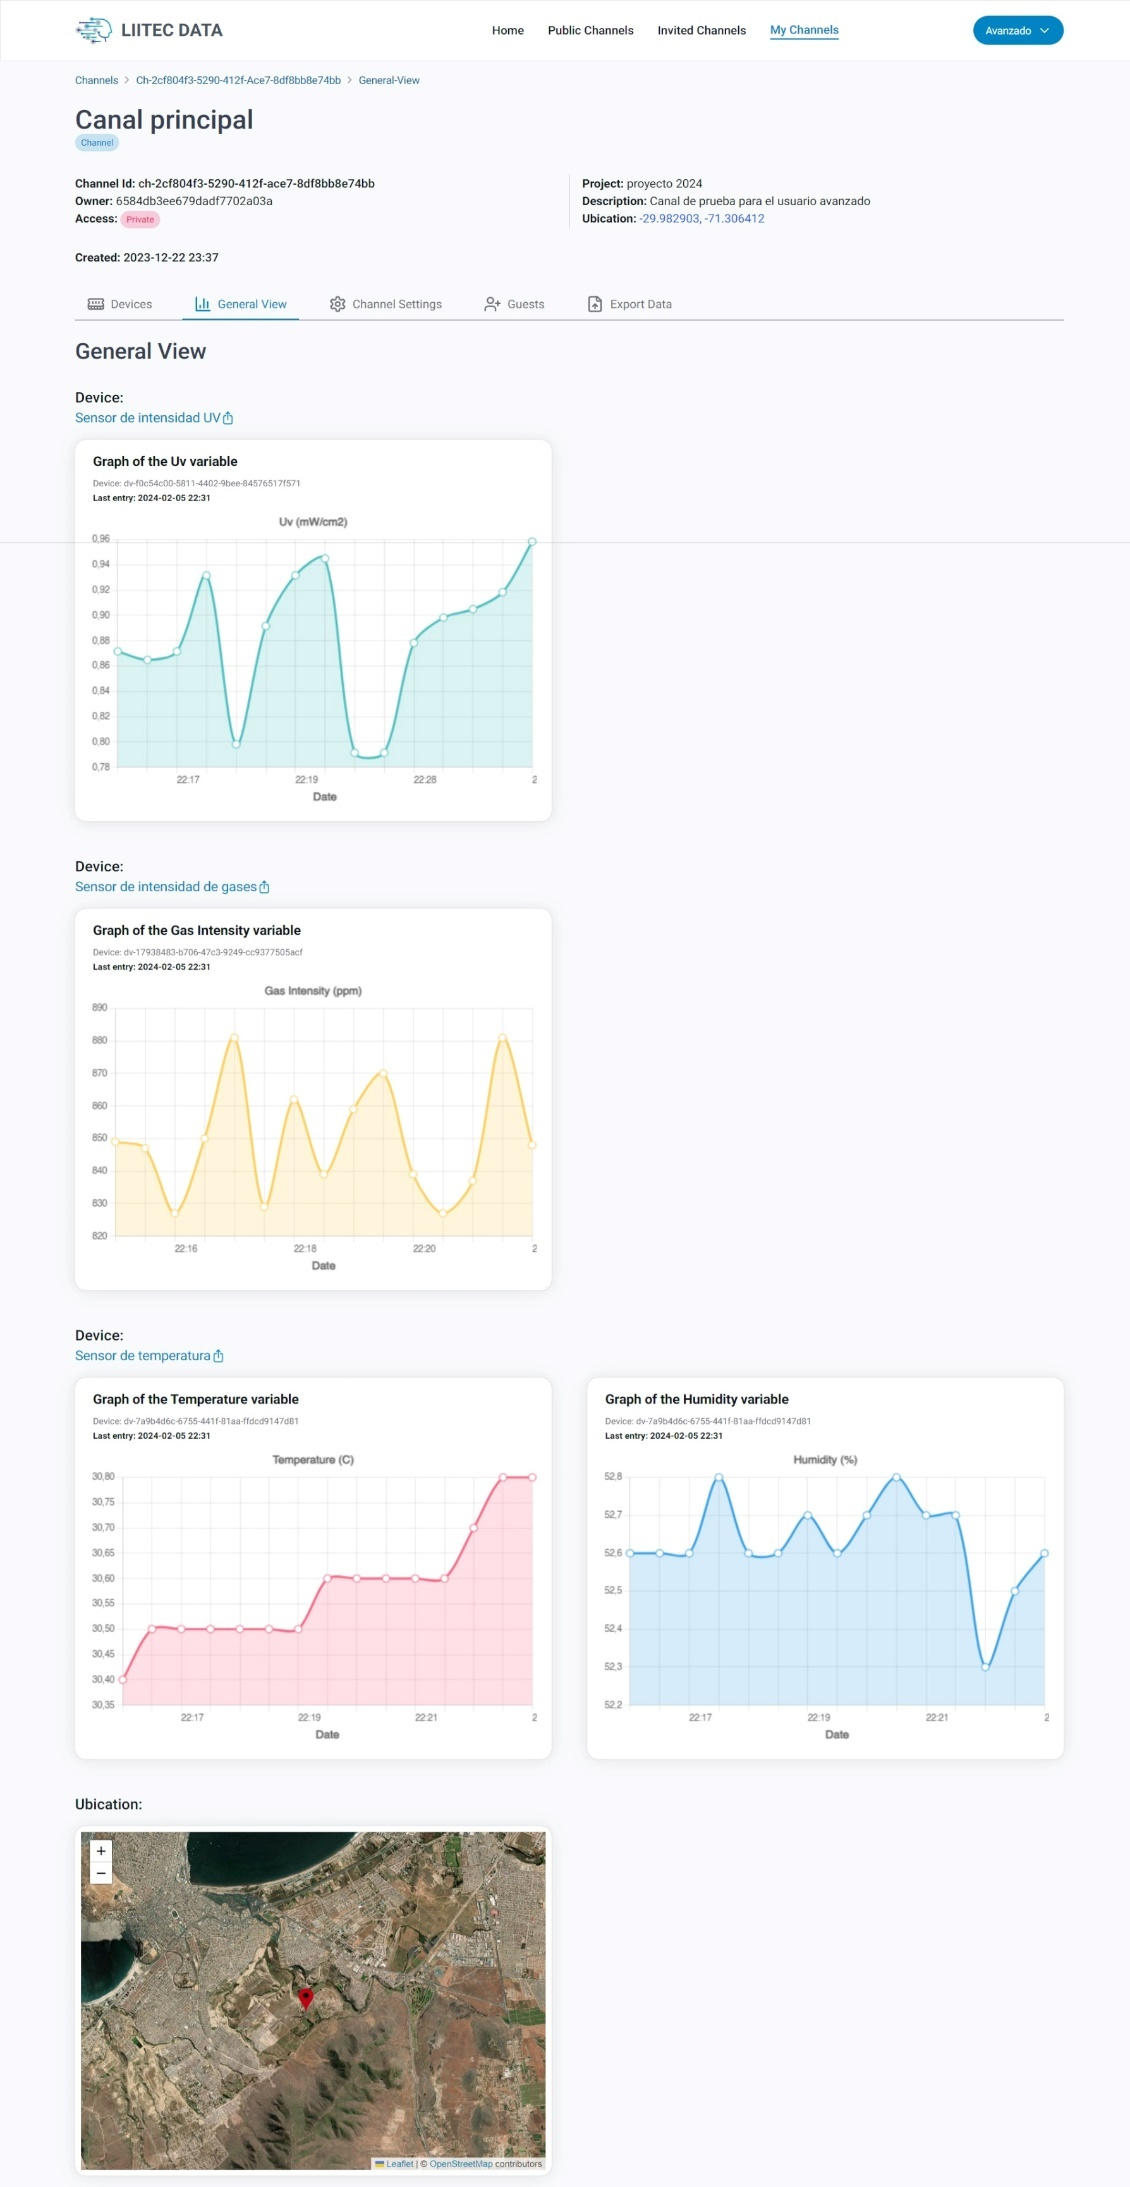 LIITEC DATA
Home Public Channels Invited Channels My Channels Avanzado
Channels > Ch-2cf804f3-5290-412f-Ace7-8df8bb8e74bb > General-View
Canal principal
Channel
Channel Id: ch-2cf804f3-5290-412f-ace7-8df8bb8e74bb
Owner: 6584db3ee679dadf7702a03a
Access: Private
Created: 2023-12-22 23:37
Project: proyecto 2024
Description: Canal de prueba para el usuario avanzado
Ubication: -29.982903, -71.306412
Devices General View Channel Settings Guests Export Data
General View
Device:
Sensor de intensidad UV
Graph of the Uv variable
Device: dv-f0c54c00-5811-4402-9bee-84576517f571
Last entry: 2024-02-05 22:31
Uv (mW/cm2)
0,96
0,94
0,92
0,90
0,88
0,86
0,84
0,82
0,80
0,78
22:17 22:19 22:28 2
Date
Device:
Sensor de intensidad de gases
Graph of the Gas Intensity variable
Device: dv-17938483-b706-47c3-9249-cc9377505acf
Last entry: 2024-02-05 22:31
Gas Intensity (ppm)
890
880
870
860
850
840
830
820
22:16 22:18 22:20 2
Date
Device:
Sensor de temperatura
Graph of the Temperature variable
Device: dv-7a9b4d6c-6755-441f-81aa-ffdcd9147d81
Last entry: 2024-02-05 22:31
Temperature (C)
30,80
30,75
30,70
30,65
30,60
30,55
30,50
30,45
30,40
30,35
22:17 22:19 22:21 2
Date
Graph of the Humidity variable
Device: dv-7a9b4d6c-6755-441f-81aa-ffdcd9147d81
Last entry: 2024-02-05 22:31
Humidity (%)
52,8
52,7
52,6
52,5
52,4
52,3
52,2
22:17 22:19 22:21 2
Date
Ubication:
+
−
Leaflet | © OpenStreetMap contributors